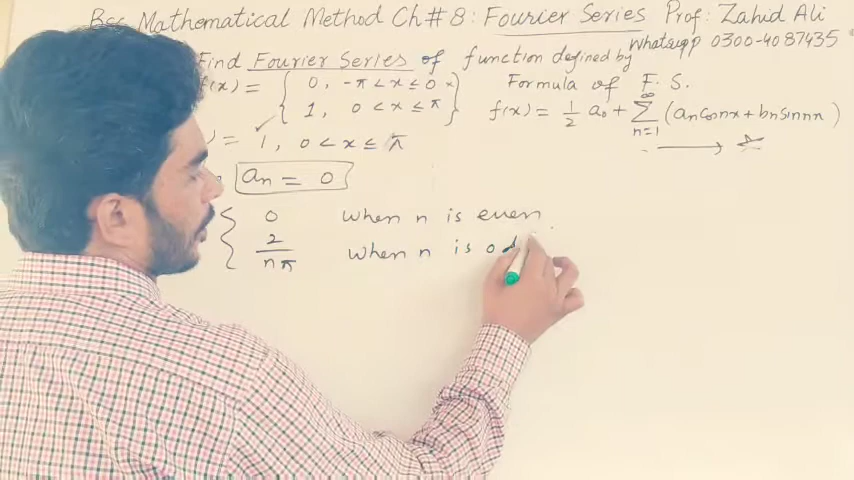 Bsc Mathematical Method Ch # 8 : Fourier Series Prof: Zahid Ali
Whatsapp 0300-4087435
Find Fourier Series of function defined by
f(x) = { 0, -π < x ≤ 0
1, 0 < x ≤ π }
Formula of F. S.
f(x) = 1/2 a₀ + ∑ n=1 ∞ (an cos nx + bn sin nx)
) = 1, 0 < x ≤ π
an = 0
{ 0 when n is even
2/nπ when n is od